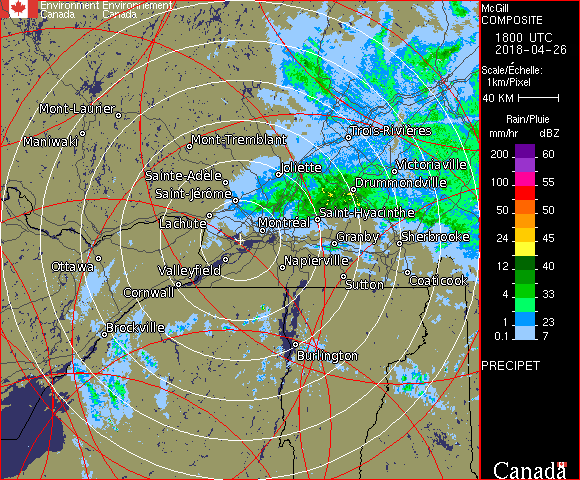 Environment Environnement
Canada Canada
McGill
COMPOSITE
1800 UTC
2018-04-26
Scale/Échelle:
1km/Pixel
40 KM
Rain/Pluie
mm/hr dBZ
200 60
100 55
50 50
24 45
12 40
4 33
1 23
0.1 7
PRECIPET
Canada
Mont-Laurier
Maniwaki
Mont-Tremblant
Trois-Rivières
Sainte-Adèle
Joliette
Victoriaville
Saint-Jérôme
Drummondville
Lachute
Montréal
Saint-Hyacinthe
Granby
Sherbrooke
Ottawa
Valleyfield
Napierville
Cornwall
Sutton
Coaticook
Brockville
Burlington